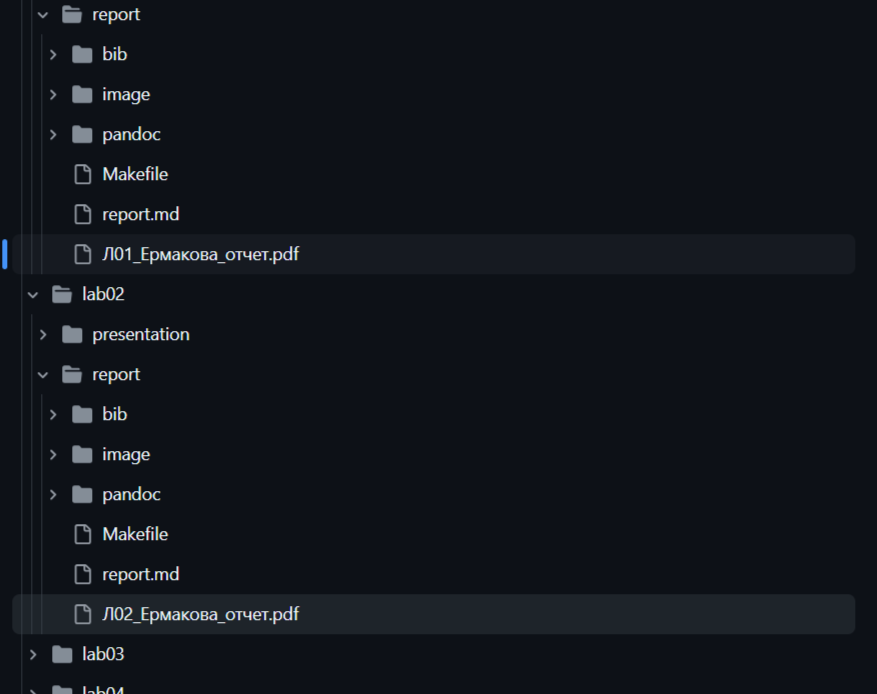 report
bib
image
pandoc
Makefile
report.md
Л01_Ермакова_отчет.pdf
lab02
presentation
report
bib
image
pandoc
Makefile
report.md
Л02_Ермакова_отчет.pdf
lab03
lab04